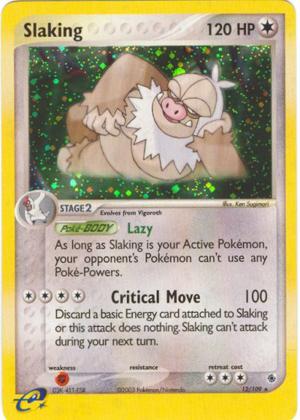 Slaking 120 HP
Illus. Ken Sugimori
STAGE2 Evolves from Vigoroth
Poké-BODY Lazy
As long as Slaking is your Active Pokémon,
your opponent's Pokémon can't use any
Poké-Powers.
Critical Move 100
Discard a basic Energy card attached to Slaking
or this attack does nothing. Slaking can't attack
during your next turn.
weakness resistance retreat cost
©2003 Pokémon/Nintendo
12/109 ★
e